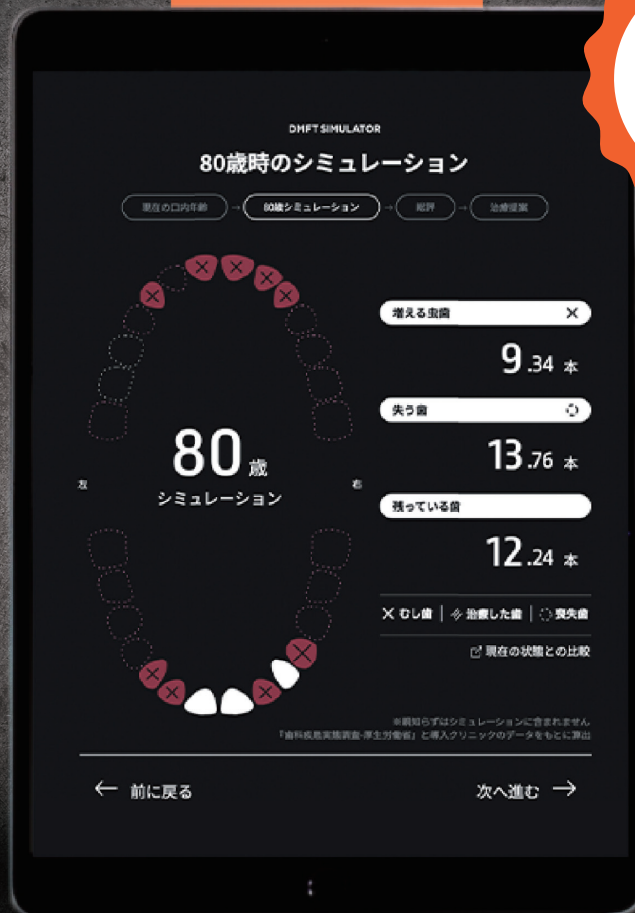 DMFT SIMULATOR
80歳時のシミュレーション
現在の口内年齢 → 80歳シミュレーション → 総評 → 治療提案
増える虫歯
9.34 本
失う歯
13.76 本
残っている歯
12.24 本
80歳
シミュレーション
左
右
むし歯 | 治療した歯 | 喪失歯
現在の状態との比較
※親知らずはシミュレーションに含まれません
『歯科疾患実態調査-厚生労働省』と導入クリニックのデータをもとに算出
← 前に戻る
次へ進む →